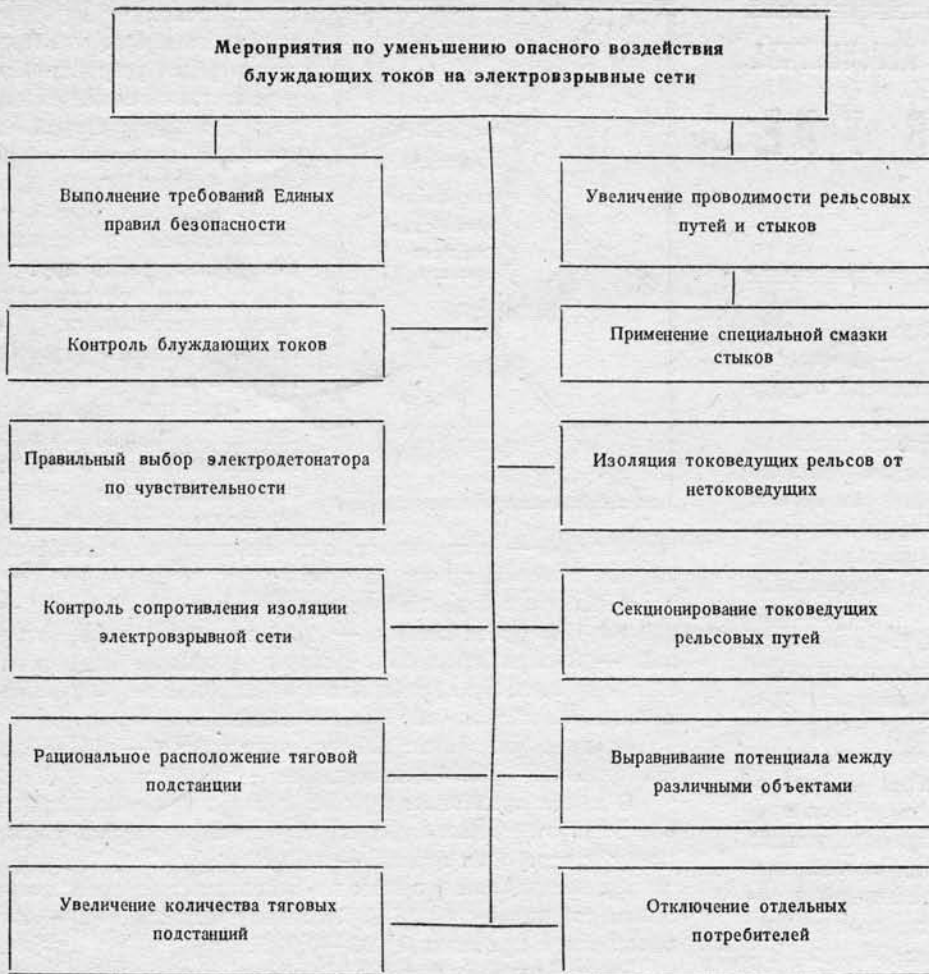 Мероприятия по уменьшению опасного воздействия
блуждающих токов на электровзрывные сети
Выполнение требований Единых
правил безопасности
Увеличение проводимости рельсовых
путей и стыков
Контроль блуждающих токов
Применение специальной смазки
стыков
Правильный выбор электродетонатора
по чувствительности
Изоляция токоведущих рельсов от
нетоковедущих
Контроль сопротивления изоляции
электровзрывной сети
Секционирование токоведущих
рельсовых путей
Рациональное расположение тяговой
подстанции
Выравнивание потенциала между
различными объектами
Увеличение количества тяговых
подстанций
Отключение отдельных
потребителей